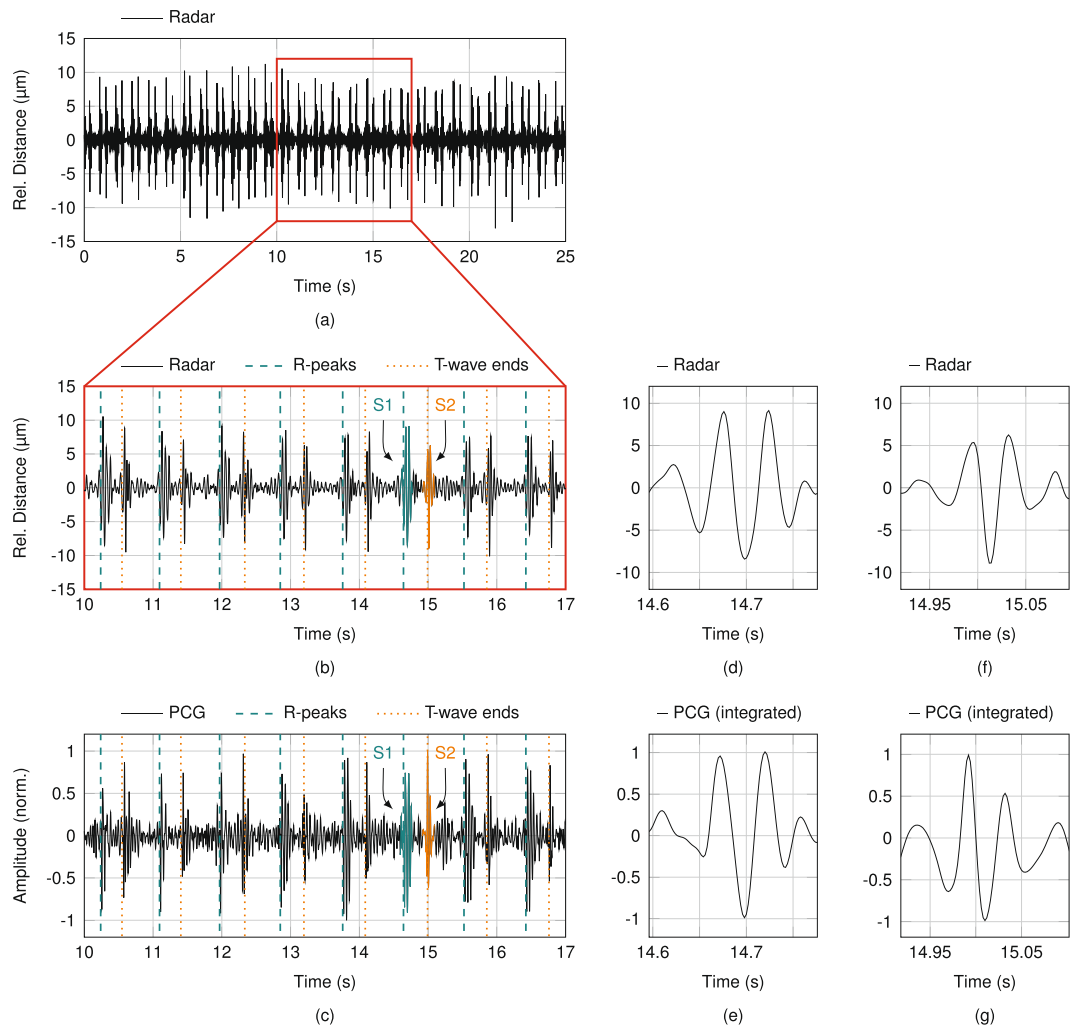 Radar
15
10
5
0
-5
-10
-15
Rel. Distance (µm)
0 5 10 15 20 25
Time (s)
(a)
Radar R-peaks T-wave ends
15
10
5
0
-5
-10
-15
Rel. Distance (µm)
S1 S2
10 11 12 13 14 15 16 17
Time (s)
(b)
Radar
10
5
0
-5
-10
14.6 14.7
Time (s)
(d)
Radar
10
5
0
-5
-10
14.95 15.05
Time (s)
(f)
PCG R-peaks T-wave ends
1
0.5
0
-0.5
-1
Amplitude (norm.)
S1 S2
10 11 12 13 14 15 16 17
Time (s)
(c)
PCG (integrated)
1
0.5
0
-0.5
-1
14.6 14.7
Time (s)
(e)
PCG (integrated)
1
0.5
0
-0.5
-1
14.95 15.05
Time (s)
(g)